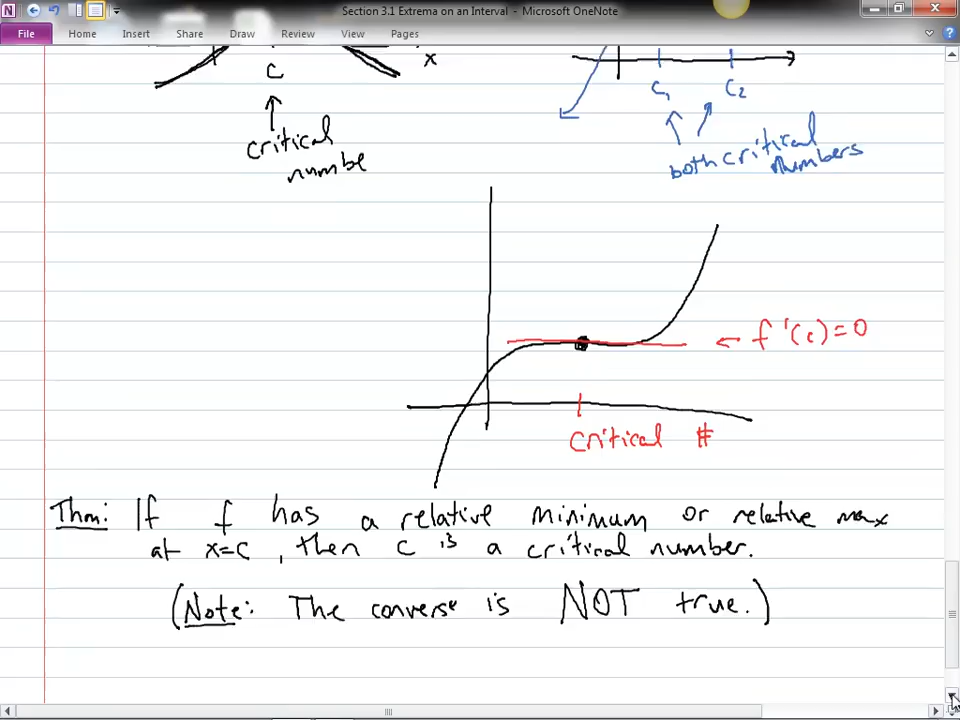 Section 3.1 Extrema on an Interval - Microsoft OneNote
File Home Insert Share Draw Review Pages
x
c
c1 c2
critical
numbe
both critical
numbers
f'(c)=0
critical #
Thm: If f has a relative minimum or relative max
at x=c, then c is a critical number.
(Note: The converse is NOT true.)